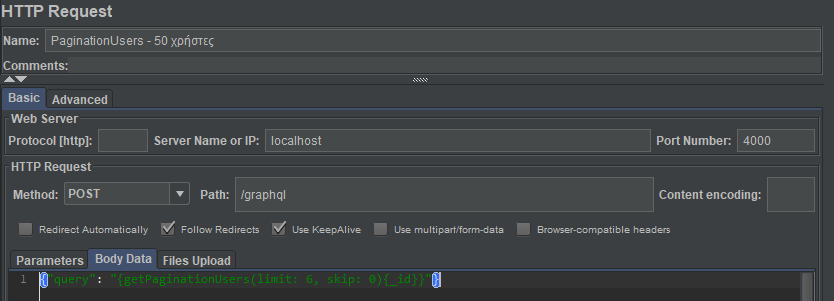 HTTP Request
Name: PaginationUsers - 50 χρήστες
Comments:
Basic Advanced
Web Server
Protocol [http]: Server Name or IP: localhost Port Number: 4000
HTTP Request
Method: POST Path: /graphql Content encoding:
Redirect Automatically Follow Redirects Use KeepAlive Use multipart/form-data Browser-compatible headers
Parameters Body Data Files Upload
1 {"query": "{getPaginationUsers(limit: 6, skip: 0){_id}}"}